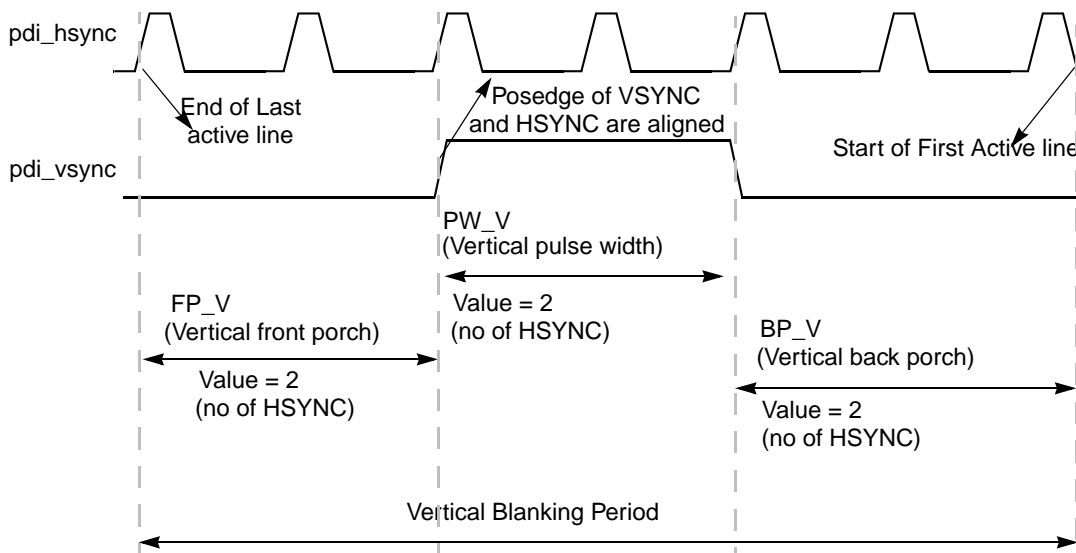 pdi_hsync
End of Last
active line
Posedge of VSYNC
and HSYNC are aligned
Start of First Active line
pdi_vsync
PW_V
(Vertical pulse width)
Value = 2
(no of HSYNC)
FP_V
(Vertical front porch)
Value = 2
(no of HSYNC)
BP_V
(Vertical back porch)
Value = 2
(no of HSYNC)
Vertical Blanking Period